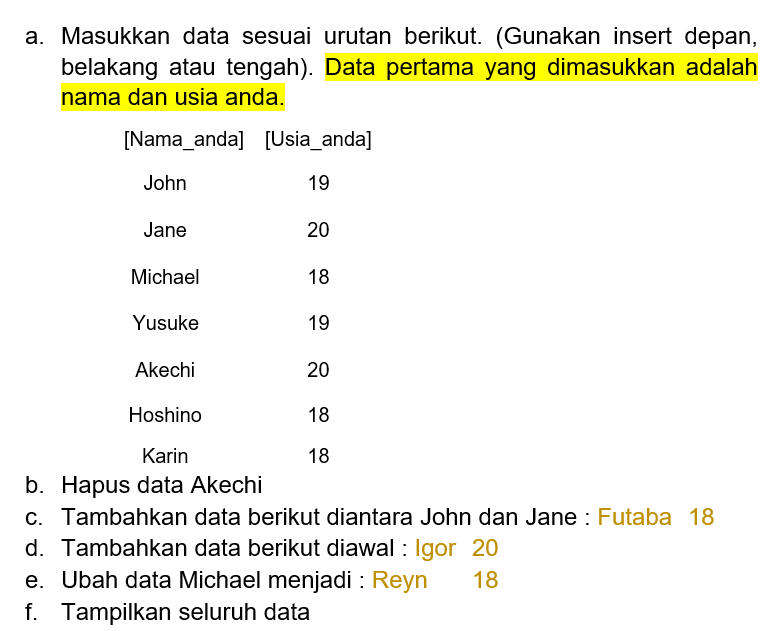 a. Masukkan data sesuai urutan berikut. (Gunakan insert depan,
belakang atau tengah). Data pertama yang dimasukkan adalah
nama dan usia anda.
[Nama_anda] [Usia_anda]
John 19
Jane 20
Michael 18
Yusuke 19
Akechi 20
Hoshino 18
Karin 18
b. Hapus data Akechi
c. Tambahkan data berikut diantara John dan Jane : Futaba 18
d. Tambahkan data berikut diawal : Igor 20
e. Ubah data Michael menjadi : Reyn 18
f. Tampilkan seluruh data